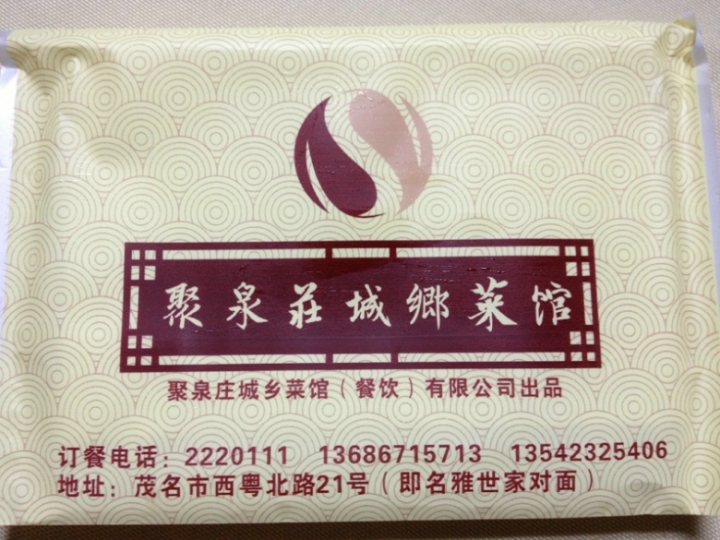 聚泉莊城鄉菜馆
聚泉庄城乡菜馆（餐饮）有限公司出品
订餐电话：2220111 13686715713 13542325406
地址：茂名市西粤北路21号（即名雅世家对面）